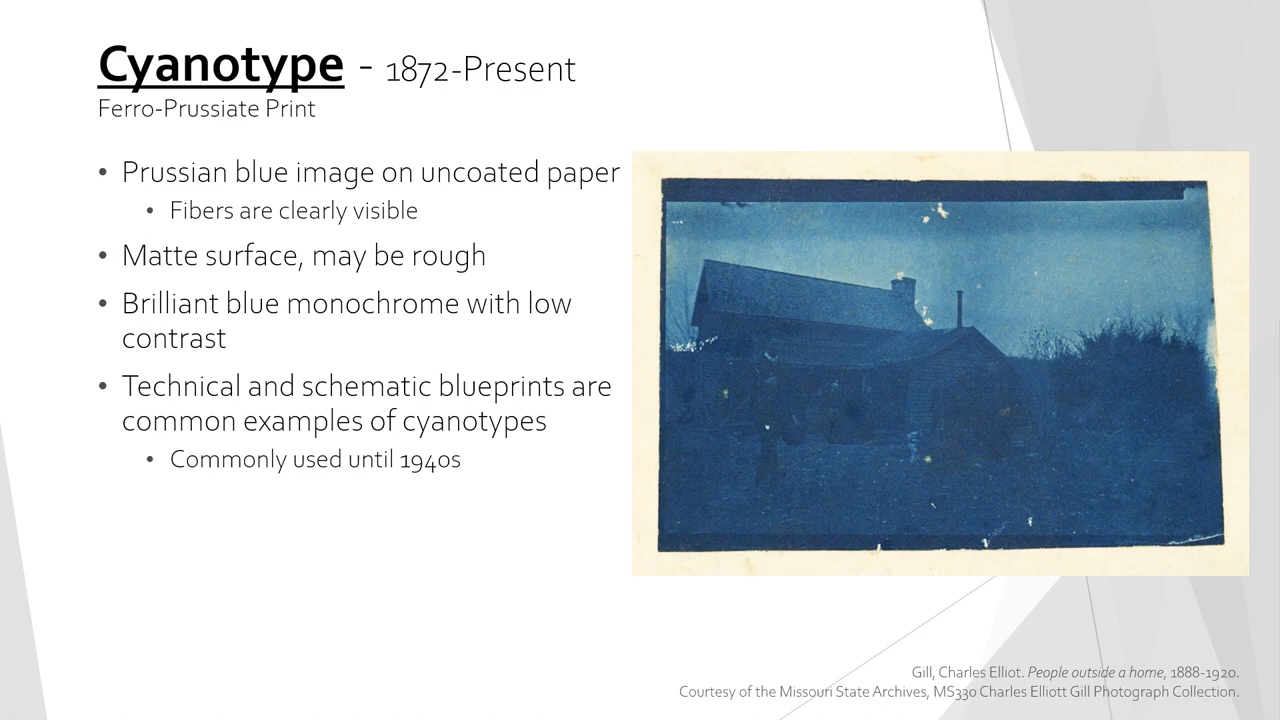 Cyanotype - 1872-Present
Ferro-Prussiate Print
• Prussian blue image on uncoated paper
• Fibers are clearly visible
• Matte surface, may be rough
• Brilliant blue monochrome with low
contrast
• Technical and schematic blueprints are
common examples of cyanotypes
• Commonly used until 1940s
Gill, Charles Elliot. People outside a home, 1888-1920.
Courtesy of the Missouri State Archives, MS330 Charles Elliott Gill Photograph Collection.